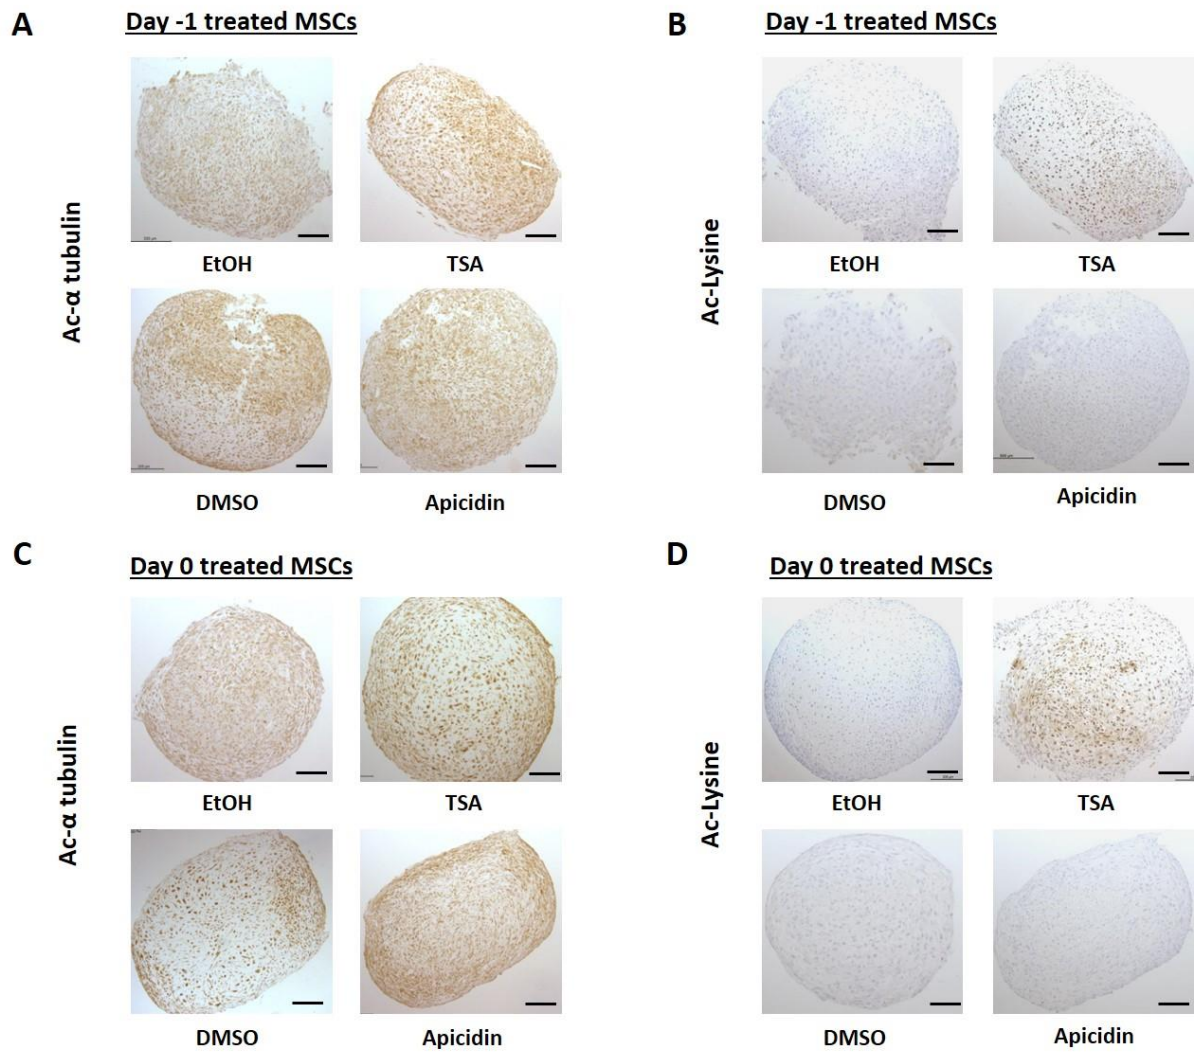 A
Day -1 treated MSCs
B
Day -1 treated MSCs
Ac-α tubulin
EtOH
TSA
DMSO
Apicidin
Ac-Lysine
EtOH
TSA
DMSO
Apicidin
C
Day 0 treated MSCs
D
Day 0 treated MSCs
Ac-α tubulin
EtOH
TSA
DMSO
Apicidin
Ac-Lysine
EtOH
TSA
DMSO
Apicidin